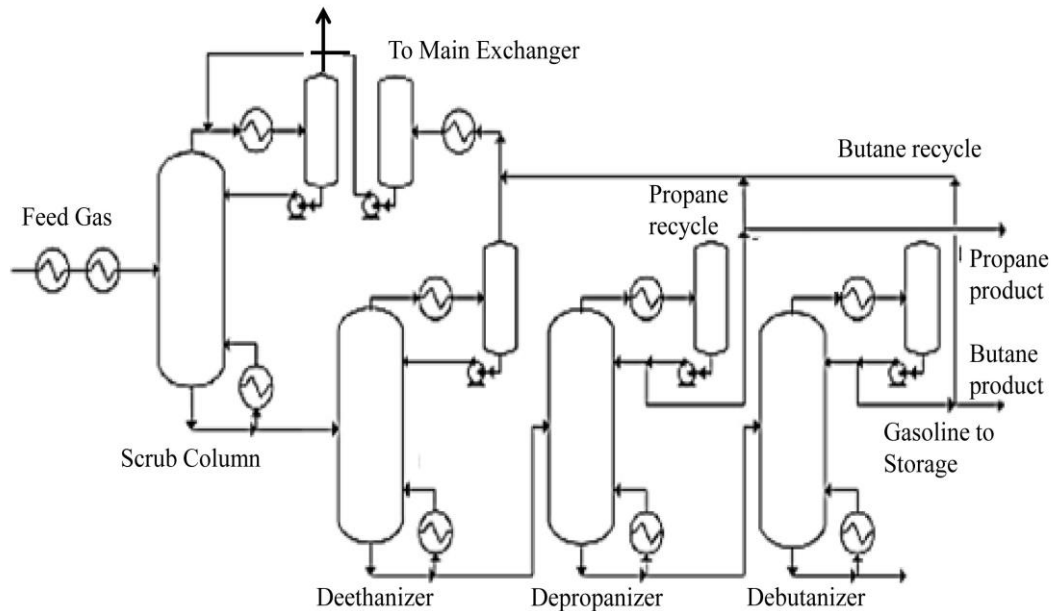 To Main Exchanger
Butane recycle
Propane
recycle
Feed Gas
Propane
product
Butane
product
Gasoline to
Storage
Scrub Column
Deethanizer
Depropanizer
Debutanizer